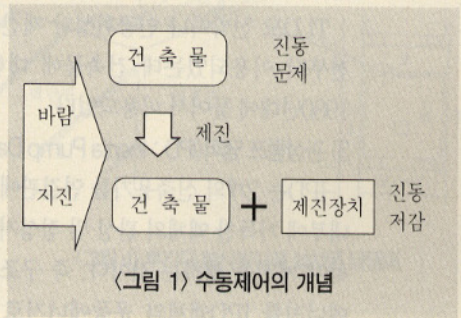 건 축 물
진동
문제
바람
제진
지진
건 축 물
+
제진장치
진동
저감
〈그림 1〉 수동제어의 개념